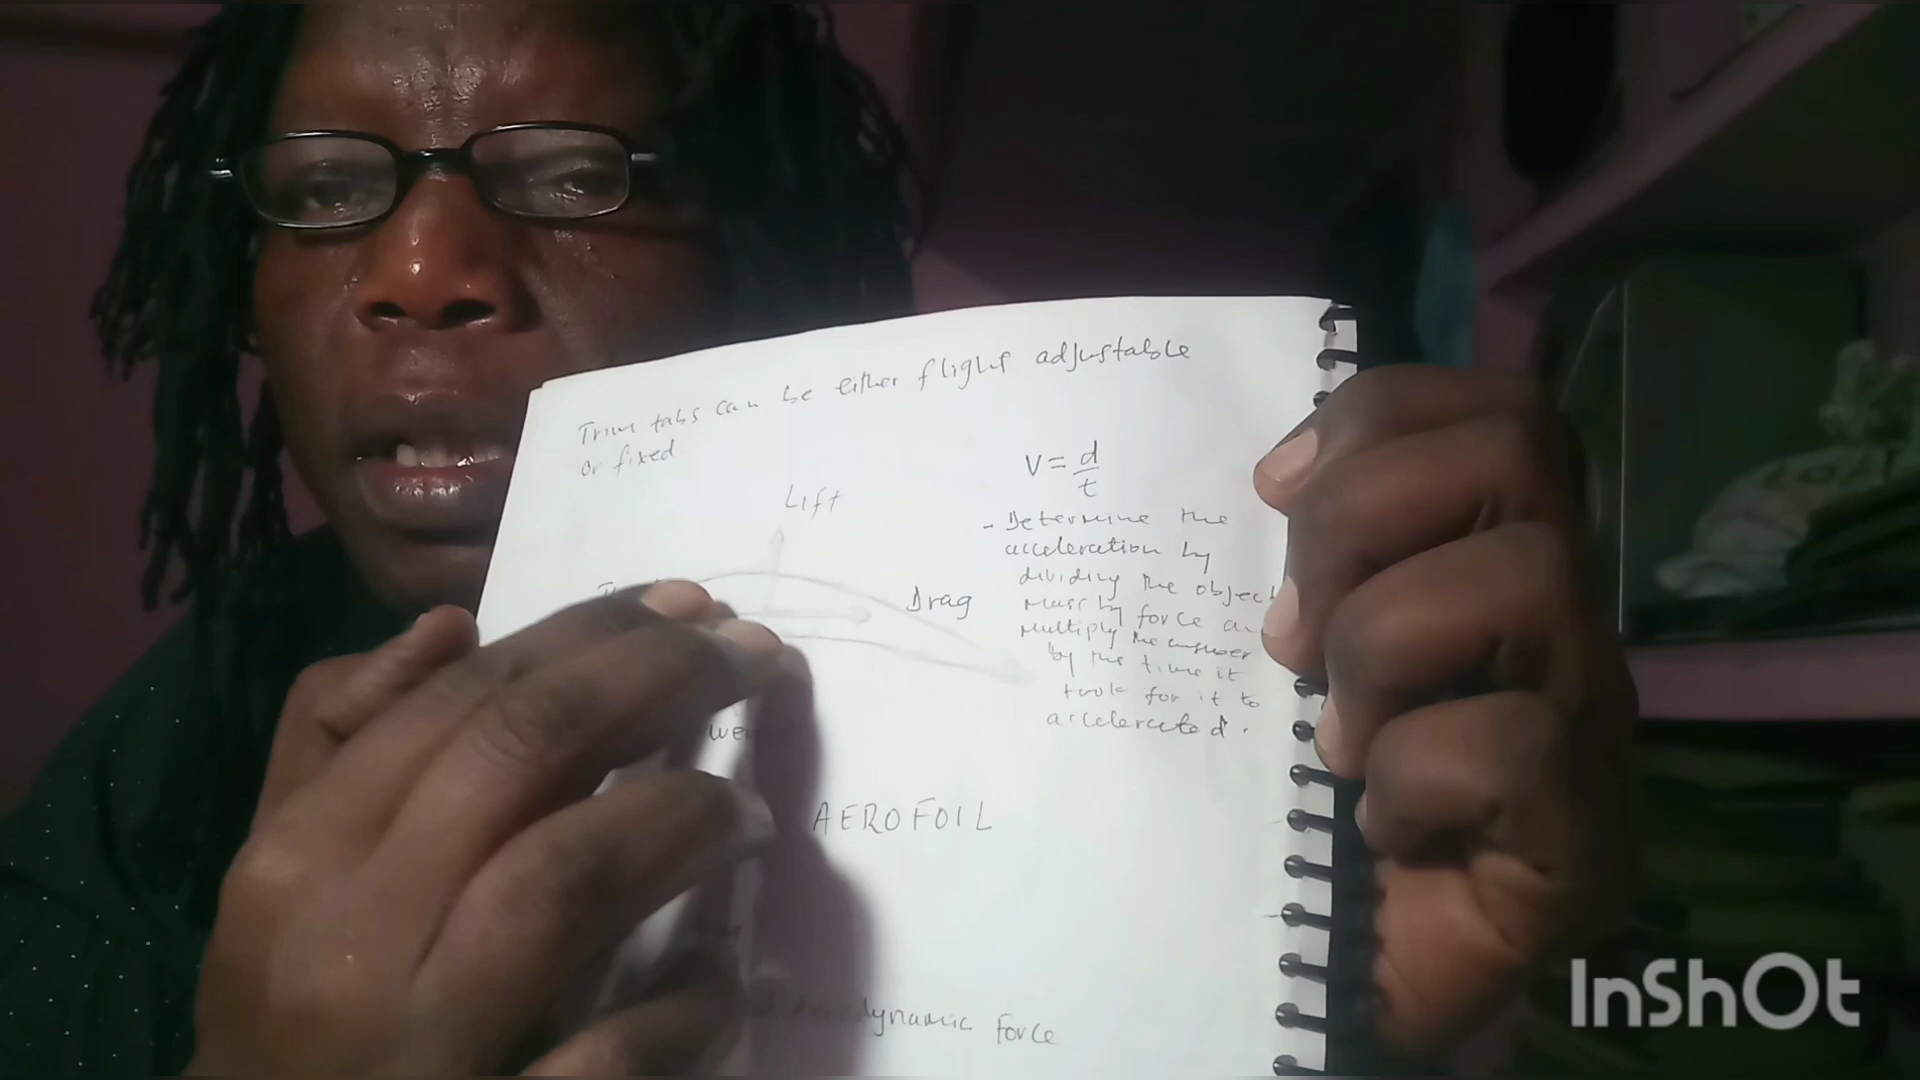 Trim tabs can be either flight adjustable
or fixed
V = d
t
Lift
Drag
- Determine the
acceleration by
dividing the object
mass by force
multiply the answer
by the time it
took for it to
accelerated.
AEROFOIL
Force
InShOt